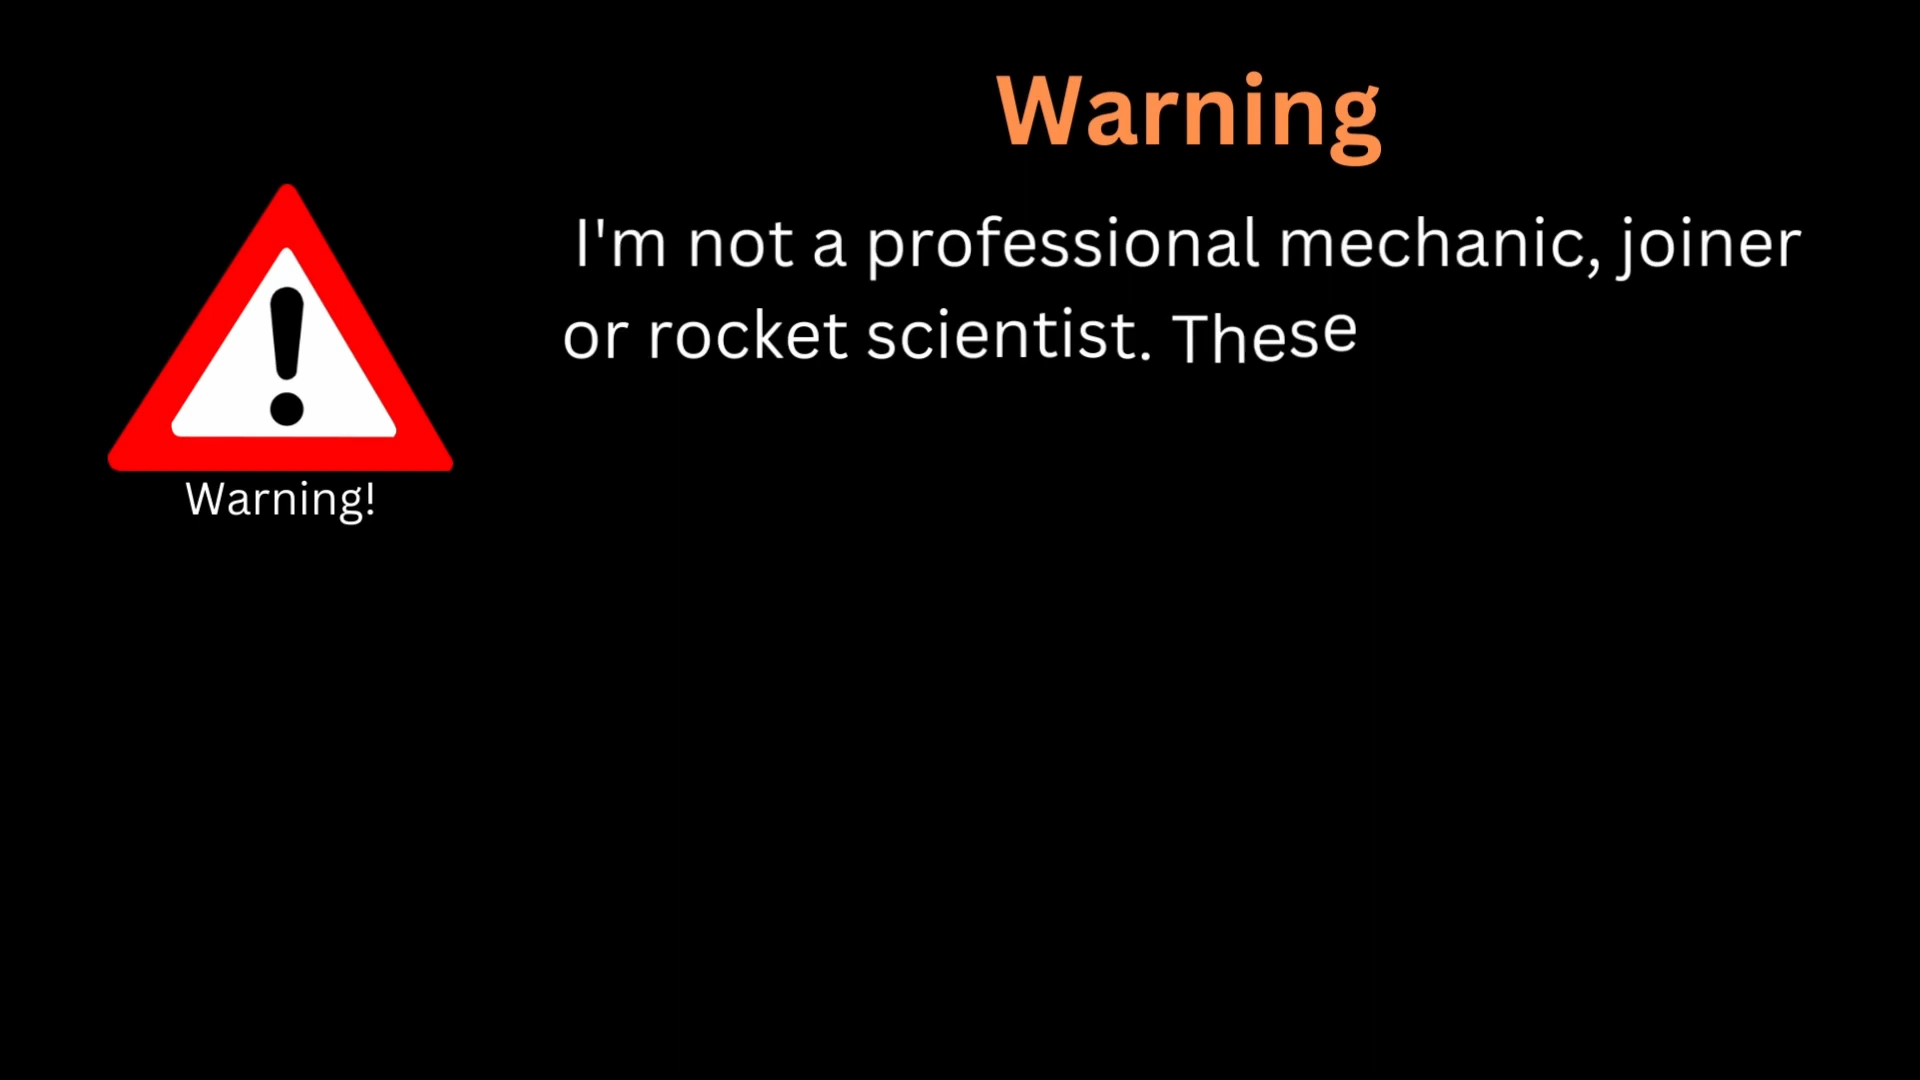 Warning
I'm not a professional mechanic, joiner
or rocket scientist. These
Warning!